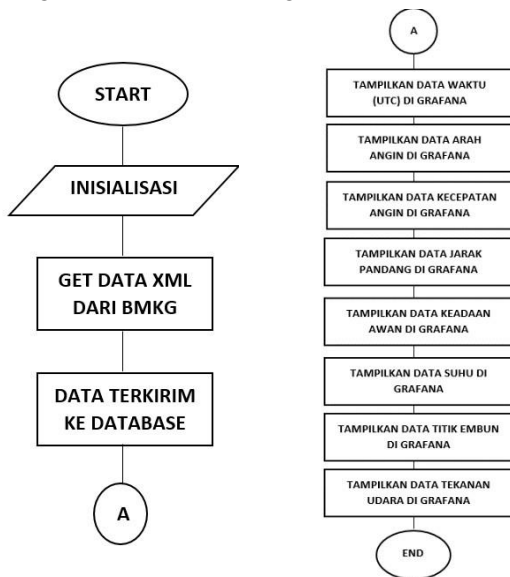 START
INISIALISASI
GET DATA XML
DARI BMKG
DATA TERKIRIM
KE DATABASE
A
A
TAMPILKAN DATA WAKTU
(UTC) DI GRAFANA
TAMPILKAN DATA ARAH
ANGIN DI GRAFANA
TAMPILKAN DATA KECEPATAN
ANGIN DI GRAFANA
TAMPILKAN DATA JARAK
PANDANG DI GRAFANA
TAMPILKAN DATA KEADAAN
AWAN DI GRAFANA
TAMPILKAN DATA SUHU DI
GRAFANA
TAMPILKAN DATA TITIK EMBUN
DI GRAFANA
TAMPILKAN DATA TEKANAN
UDARA DI GRAFANA
END